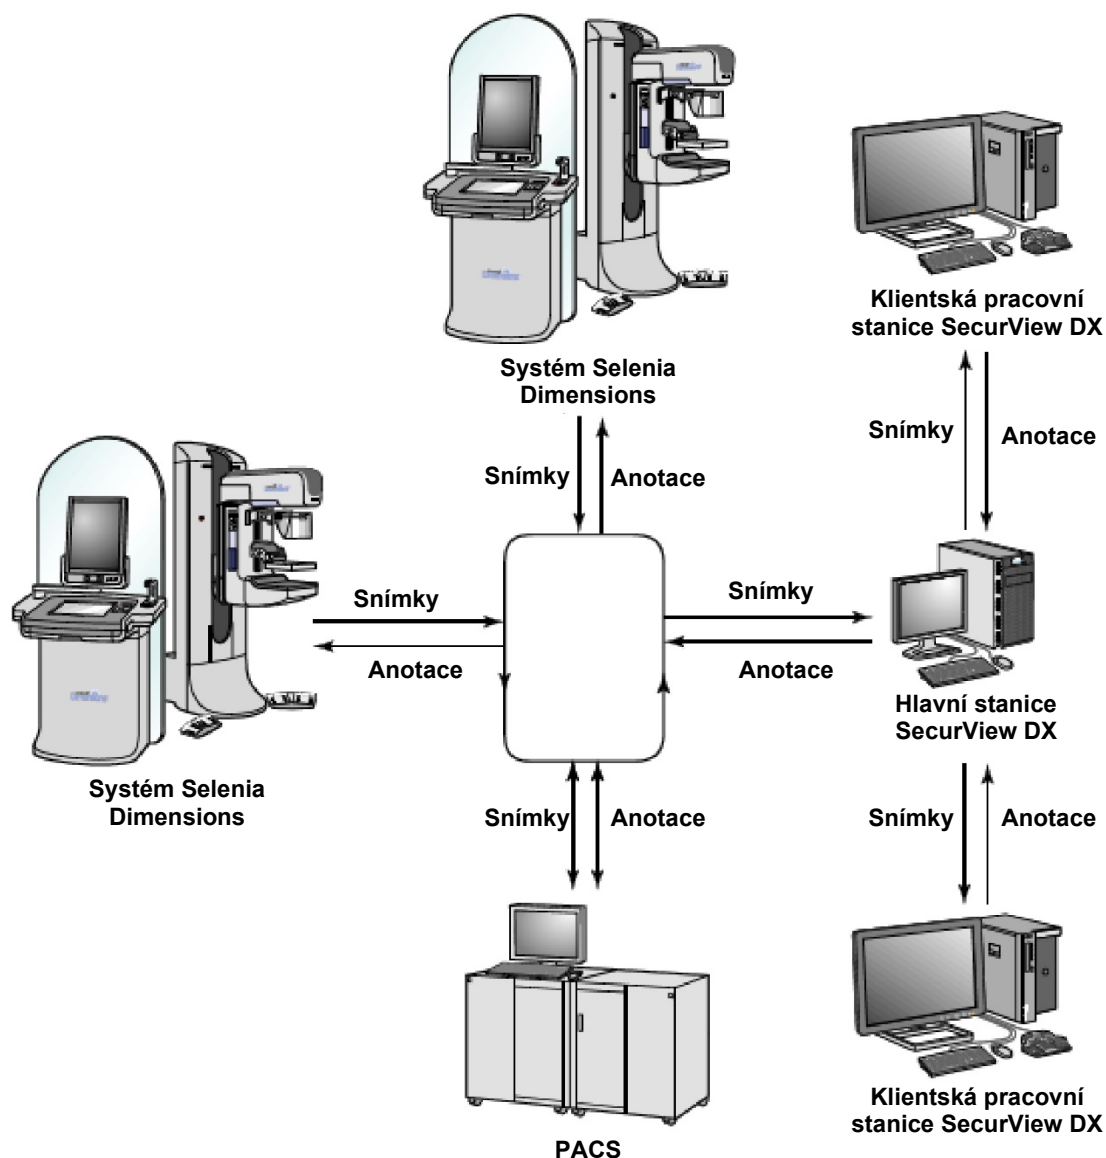 Klientská pracovní
stanice SecurView DX
Systém Selenia
Dimensions
Snímky
Anotace
Snímky
Anotace
Snímky
Anotace
Snímky
Anotace
Hlavní stanice
SecurView DX
Systém Selenia
Dimensions
Snímky
Anotace
Snímky
Anotace
Klientská pracovní
stanice SecurView DX
PACS